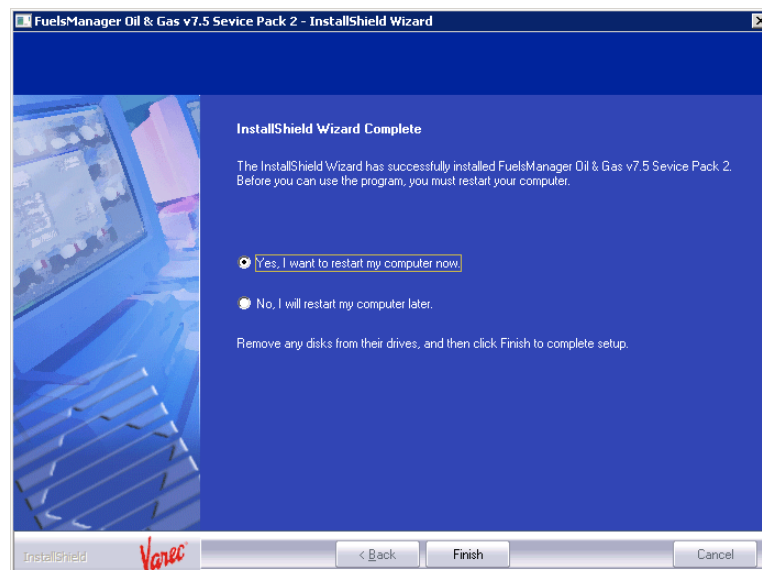 FuelsManager Oil & Gas v7.5 Sevice Pack 2 - InstallShield Wizard
InstallShield Wizard Complete
The InstallShield Wizard has successfully installed FuelsManager Oil & Gas v7.5 Sevice Pack 2.
Before you can use the program, you must restart your computer.
Yes, I want to restart my computer now.
No, I will restart my computer later.
Remove any disks from their drives, and then click Finish to complete setup.
InstallShield Varec < Back Finish Cancel